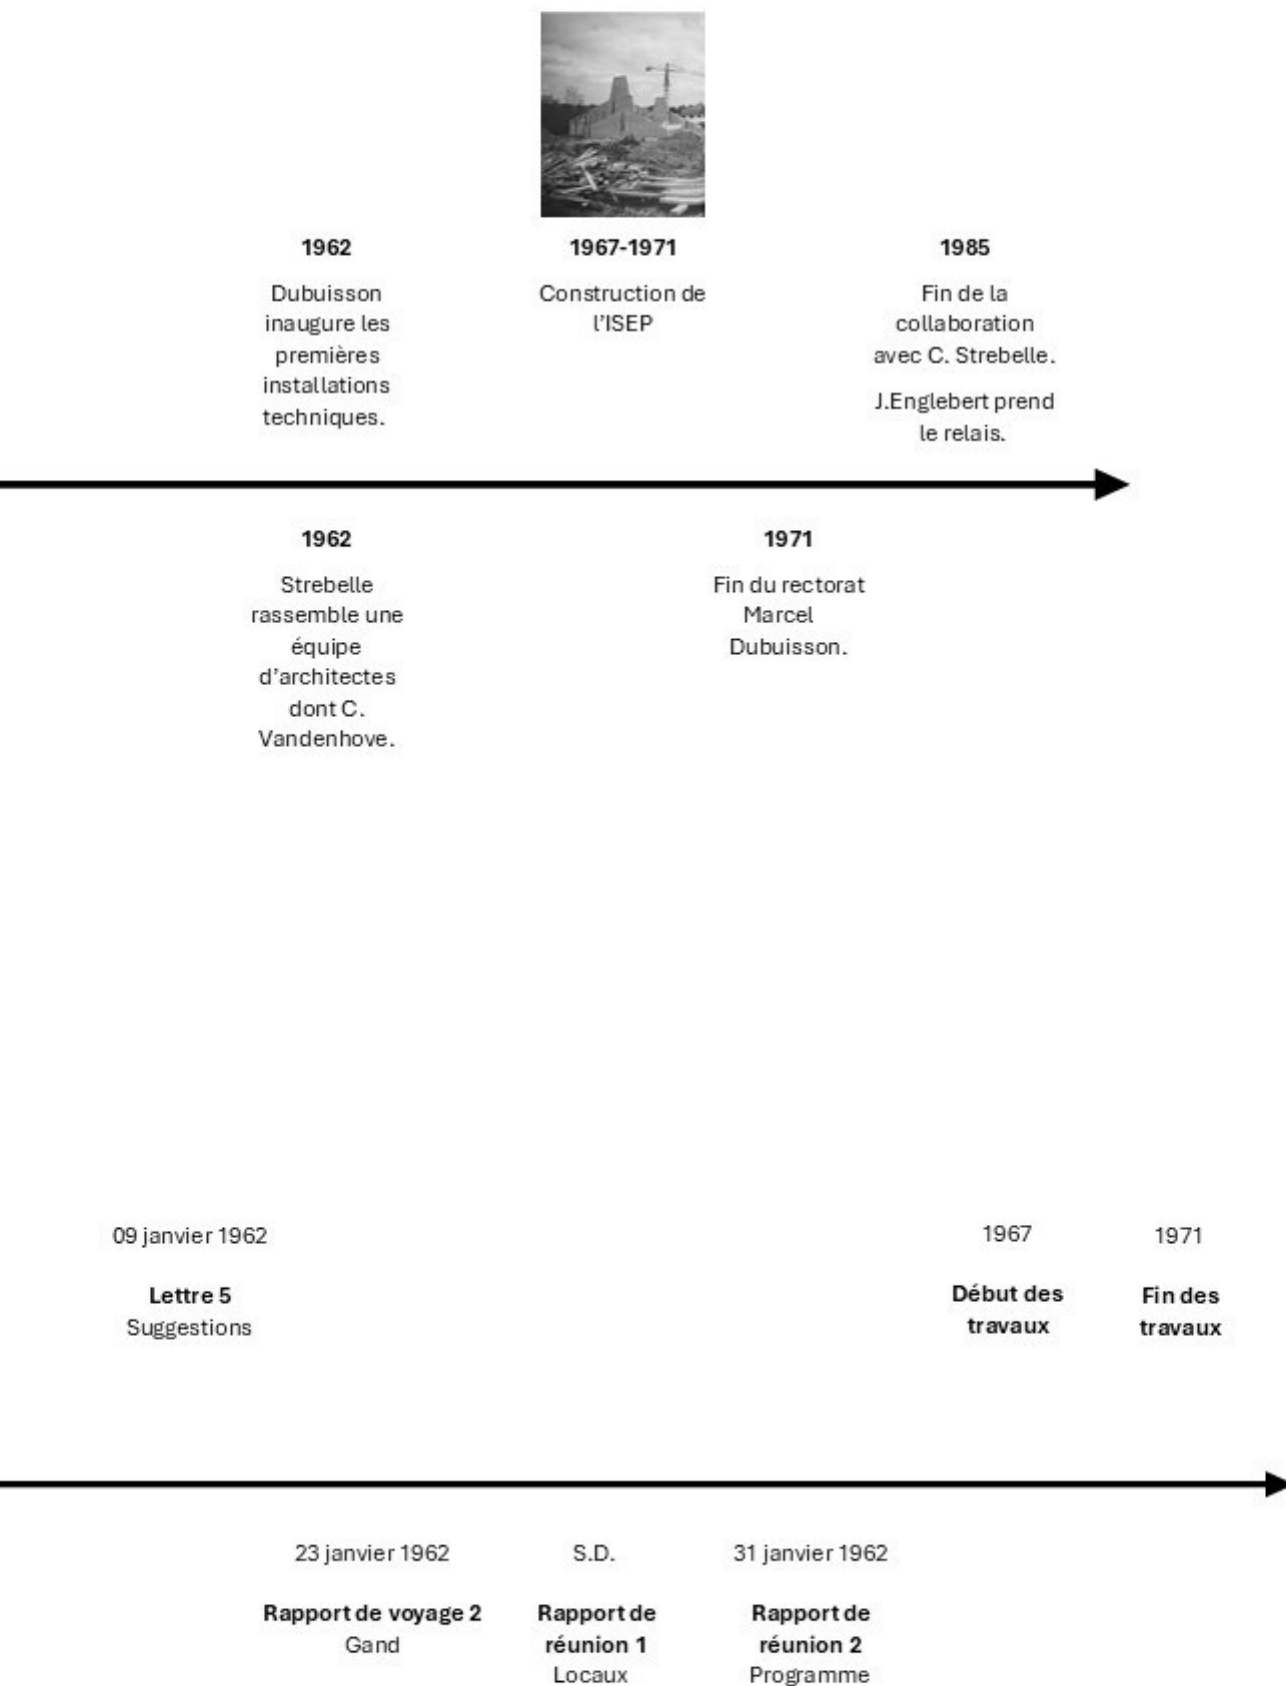 1962
Dubuisson
inaugure les
premières
installations
techniques.
1967-1971
Construction de
l'ISEP
1985
Fin de la
collaboration
avec C. Strebelle.
J.Englebert prend
le relais.
1962
Strebelle
rassemble une
équipe
d'architectes
dont C.
Vandenhove.
1971
Fin du rectorat
Marcel
Dubuisson.
09 janvier 1962
Lettre 5
Suggestions
1967
Début des
travaux
1971
Fin des
travaux
23 janvier 1962
Rapport de voyage 2
Gand
S.D.
Rapport de
réunion 1
Locaux
31 janvier 1962
Rapport de
réunion 2
Programme